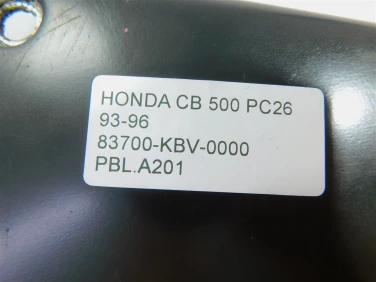 HONDA CB 500 PC26
93-96
83700-KBV-0000
PBL.A201